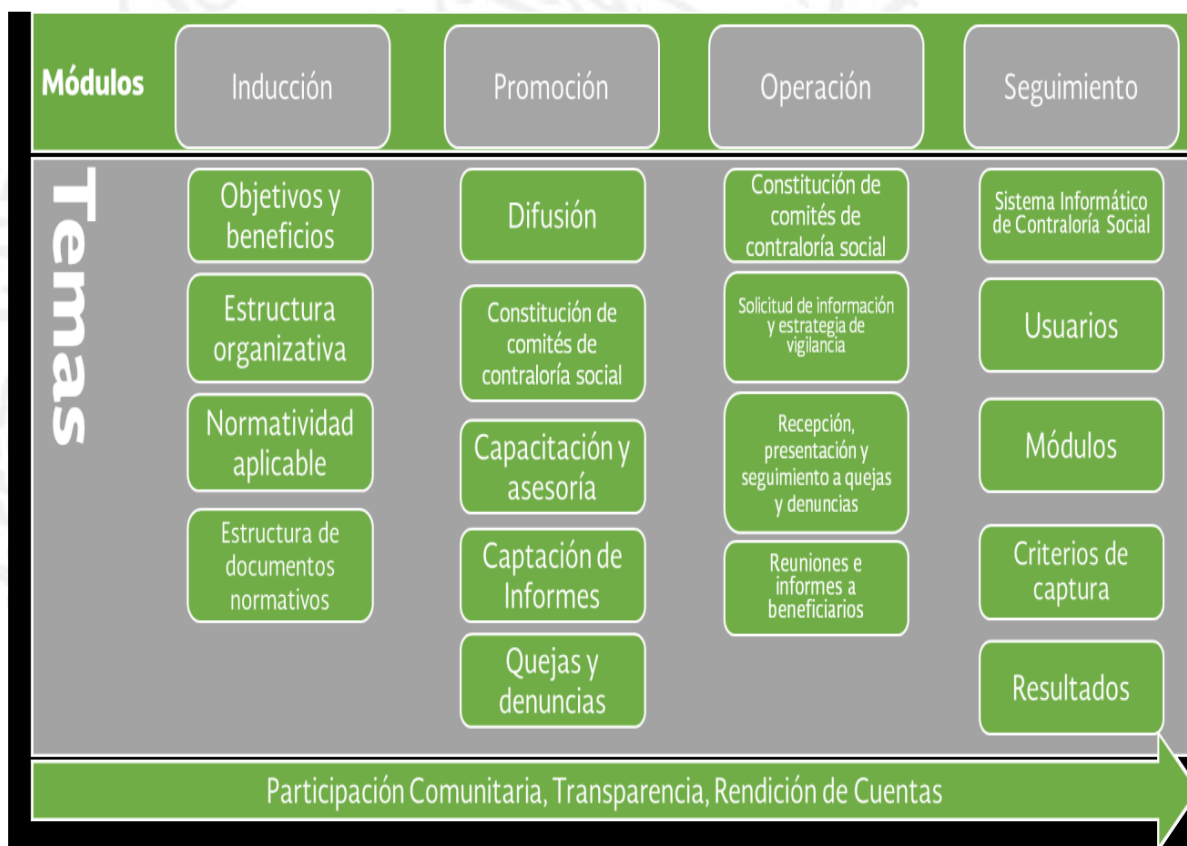 Módulos
Inducción
Promoción
Operación
Seguimiento
Temas
Objetivos y
beneficios
Estructura
organizativa
Normatividad
aplicable
Estructura de
documentos
normativos
Difusión
Constitución de
comités de
contraloría social
Capacitación y
asesoría
Captación de
Informes
Quejas y
denuncias
Constitución de
comités de
contraloría social
Solicitud de información
y estrategia de
vigilancia
Recepción,
presentación y
seguimiento a quejas
y denuncias
Reuniones e
informes a
beneficiarios
Sistema Informático
de Contraloría Social
Usuarios
Módulos
Criterios de
captura
Resultados
Participación Comunitaria, Transparencia, Rendición de Cuentas